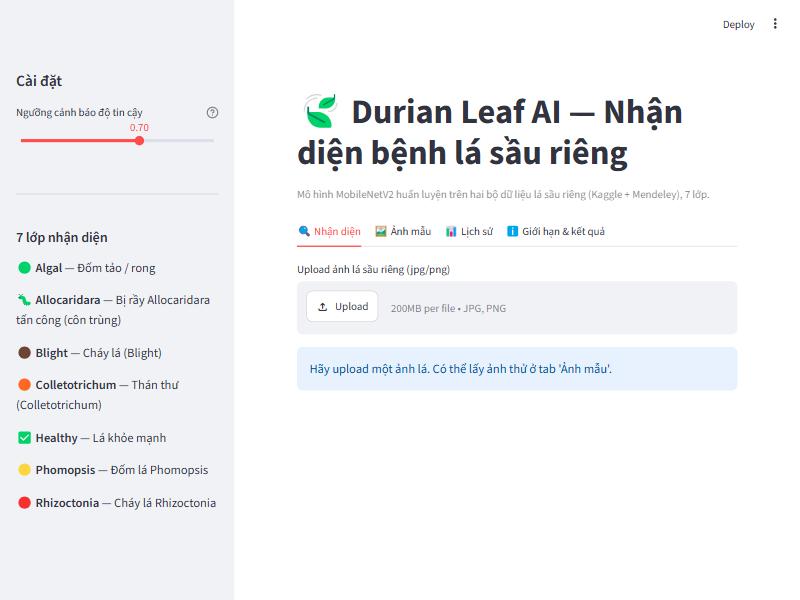 Deploy
Cài đặt
Ngưỡng cảnh báo độ tin cậy
0.70
7 lớp nhận diện
Algal — Đốm tảo / rong
Allocaridara — Bị rầy Allocaridara
tấn công (côn trùng)
Blight — Cháy lá (Blight)
Colletotrichum — Thán thư
(Colletotrichum)
Healthy — Lá khỏe mạnh
Phomopsis — Đốm lá Phomopsis
Rhizoctonia — Cháy lá Rhizoctonia
Durian Leaf AI — Nhận
diện bệnh lá sầu riêng
Mô hình MobileNetV2 huấn luyện trên hai bộ dữ liệu lá sầu riêng (Kaggle + Mendeley), 7 lớp.
Nhận diện Ảnh mẫu Lịch sử Giới hạn & kết quả
Upload ảnh lá sầu riêng (jpg/png)
Upload 200MB per file • JPG, PNG
Hãy upload một ảnh lá. Có thể lấy ảnh thử ở tab 'Ảnh mẫu'.